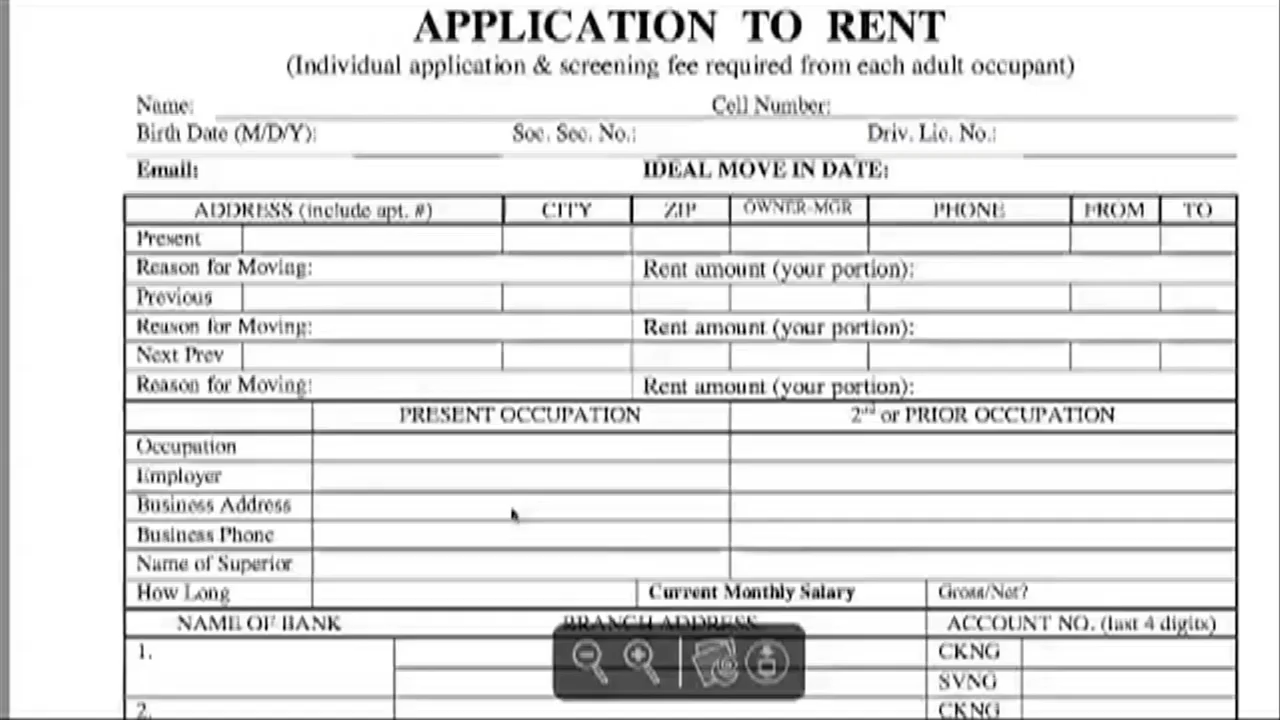 APPLICATION TO RENT
(Individual application & screening fee required from each adult occupant)
Name: Cell Number:
Birth Date (M/D/Y): Soc. Sec. No.: Driv. Lic. No.:
Email: IDEAL MOVE IN DATE:
ADDRESS (include apt. #) CITY ZIP OWNER-MGR PHONE FROM TO
Present
Reason for Moving: Rent amount (your portion):
Previous
Reason for Moving: Rent amount (your portion):
Next Prev
Reason for Moving: Rent amount (your portion):
PRESENT OCCUPATION 2nd or PRIOR OCCUPATION
Occupation
Employer
Business Address
Business Phone
Name of Superior
How Long Current Monthly Salary Gross/Net?
NAME OF BANK BRANCH ADDRESS ACCOUNT NO. (last 4 digits)
1. CKNG
SVNG
2. CKNG